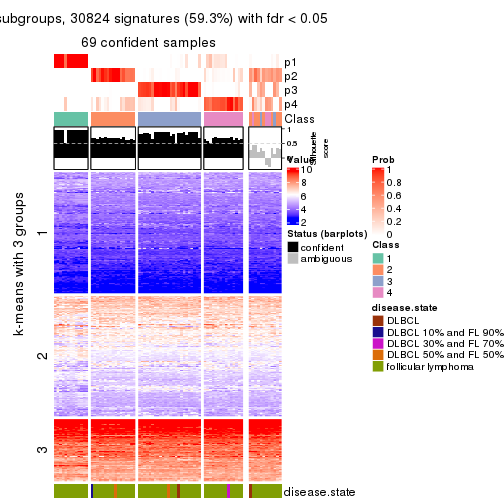 subgroups, 30824 signatures (59.3%) with fdr < 0.05
69 confident samples
p1
p2
p3
p4
Class
1
0.5
0
Silhouette
score
k-means with 3 groups
1
2
3
disease.state
Value
10
8
6
4
2
Status (barplots)
confident
ambiguous
Prob
1
0.8
0.6
0.4
0.2
0
Class
1
2
3
4
disease.state
DLBCL
DLBCL 10% and FL 90%
DLBCL 30% and FL 70%
DLBCL 50% and FL 50%
follicular lymphoma